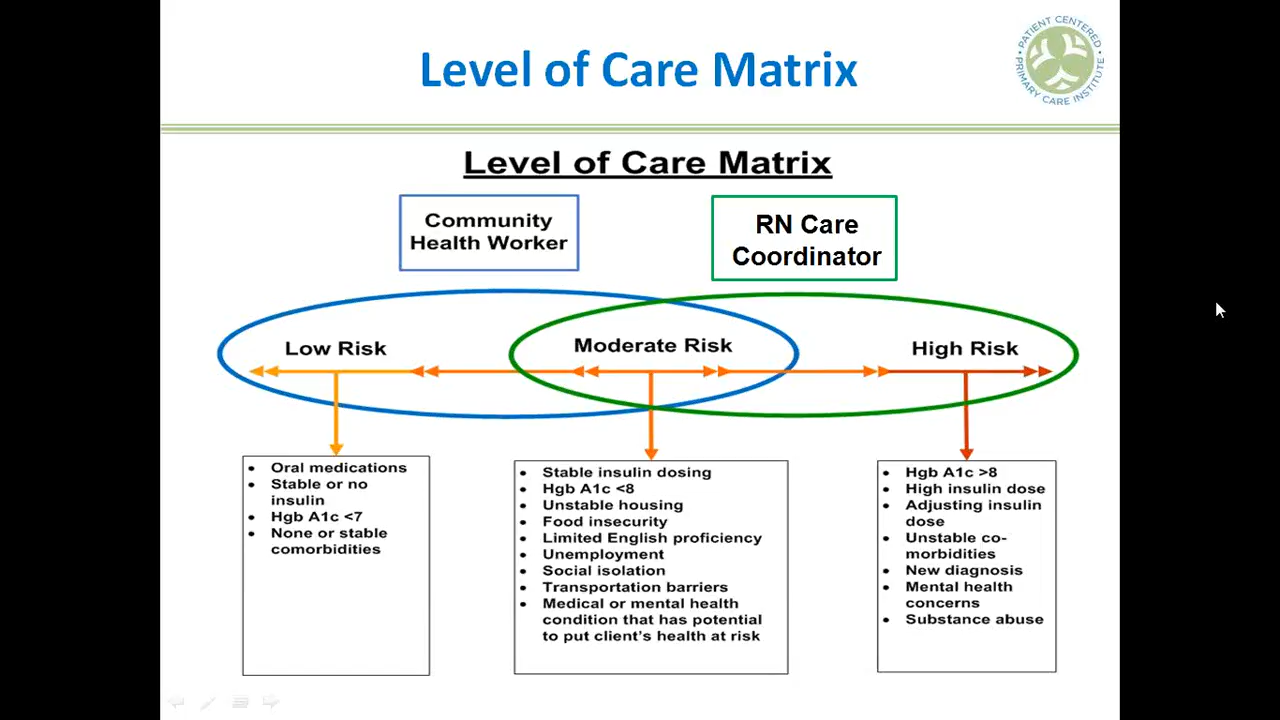 Level of Care Matrix
PATIENT CENTERED
PRIMARY CARE INSTITUTE
Level of Care Matrix
Community
Health Worker
RN Care
Coordinator
Low Risk
Moderate Risk
High Risk
• Oral medications
• Stable or no
insulin
• Hgb A1c <7
• None or stable
comorbidities
• Stable insulin dosing
• Hgb A1c <8
• Unstable housing
• Food insecurity
• Limited English proficiency
• Unemployment
• Social isolation
• Transportation barriers
• Medical or mental health
condition that has potential
to put client's health at risk
• Hgb A1c >8
• High insulin dose
• Adjusting insulin
dose
• Unstable co-
morbidities
• New diagnosis
• Mental health
concerns
• Substance abuse